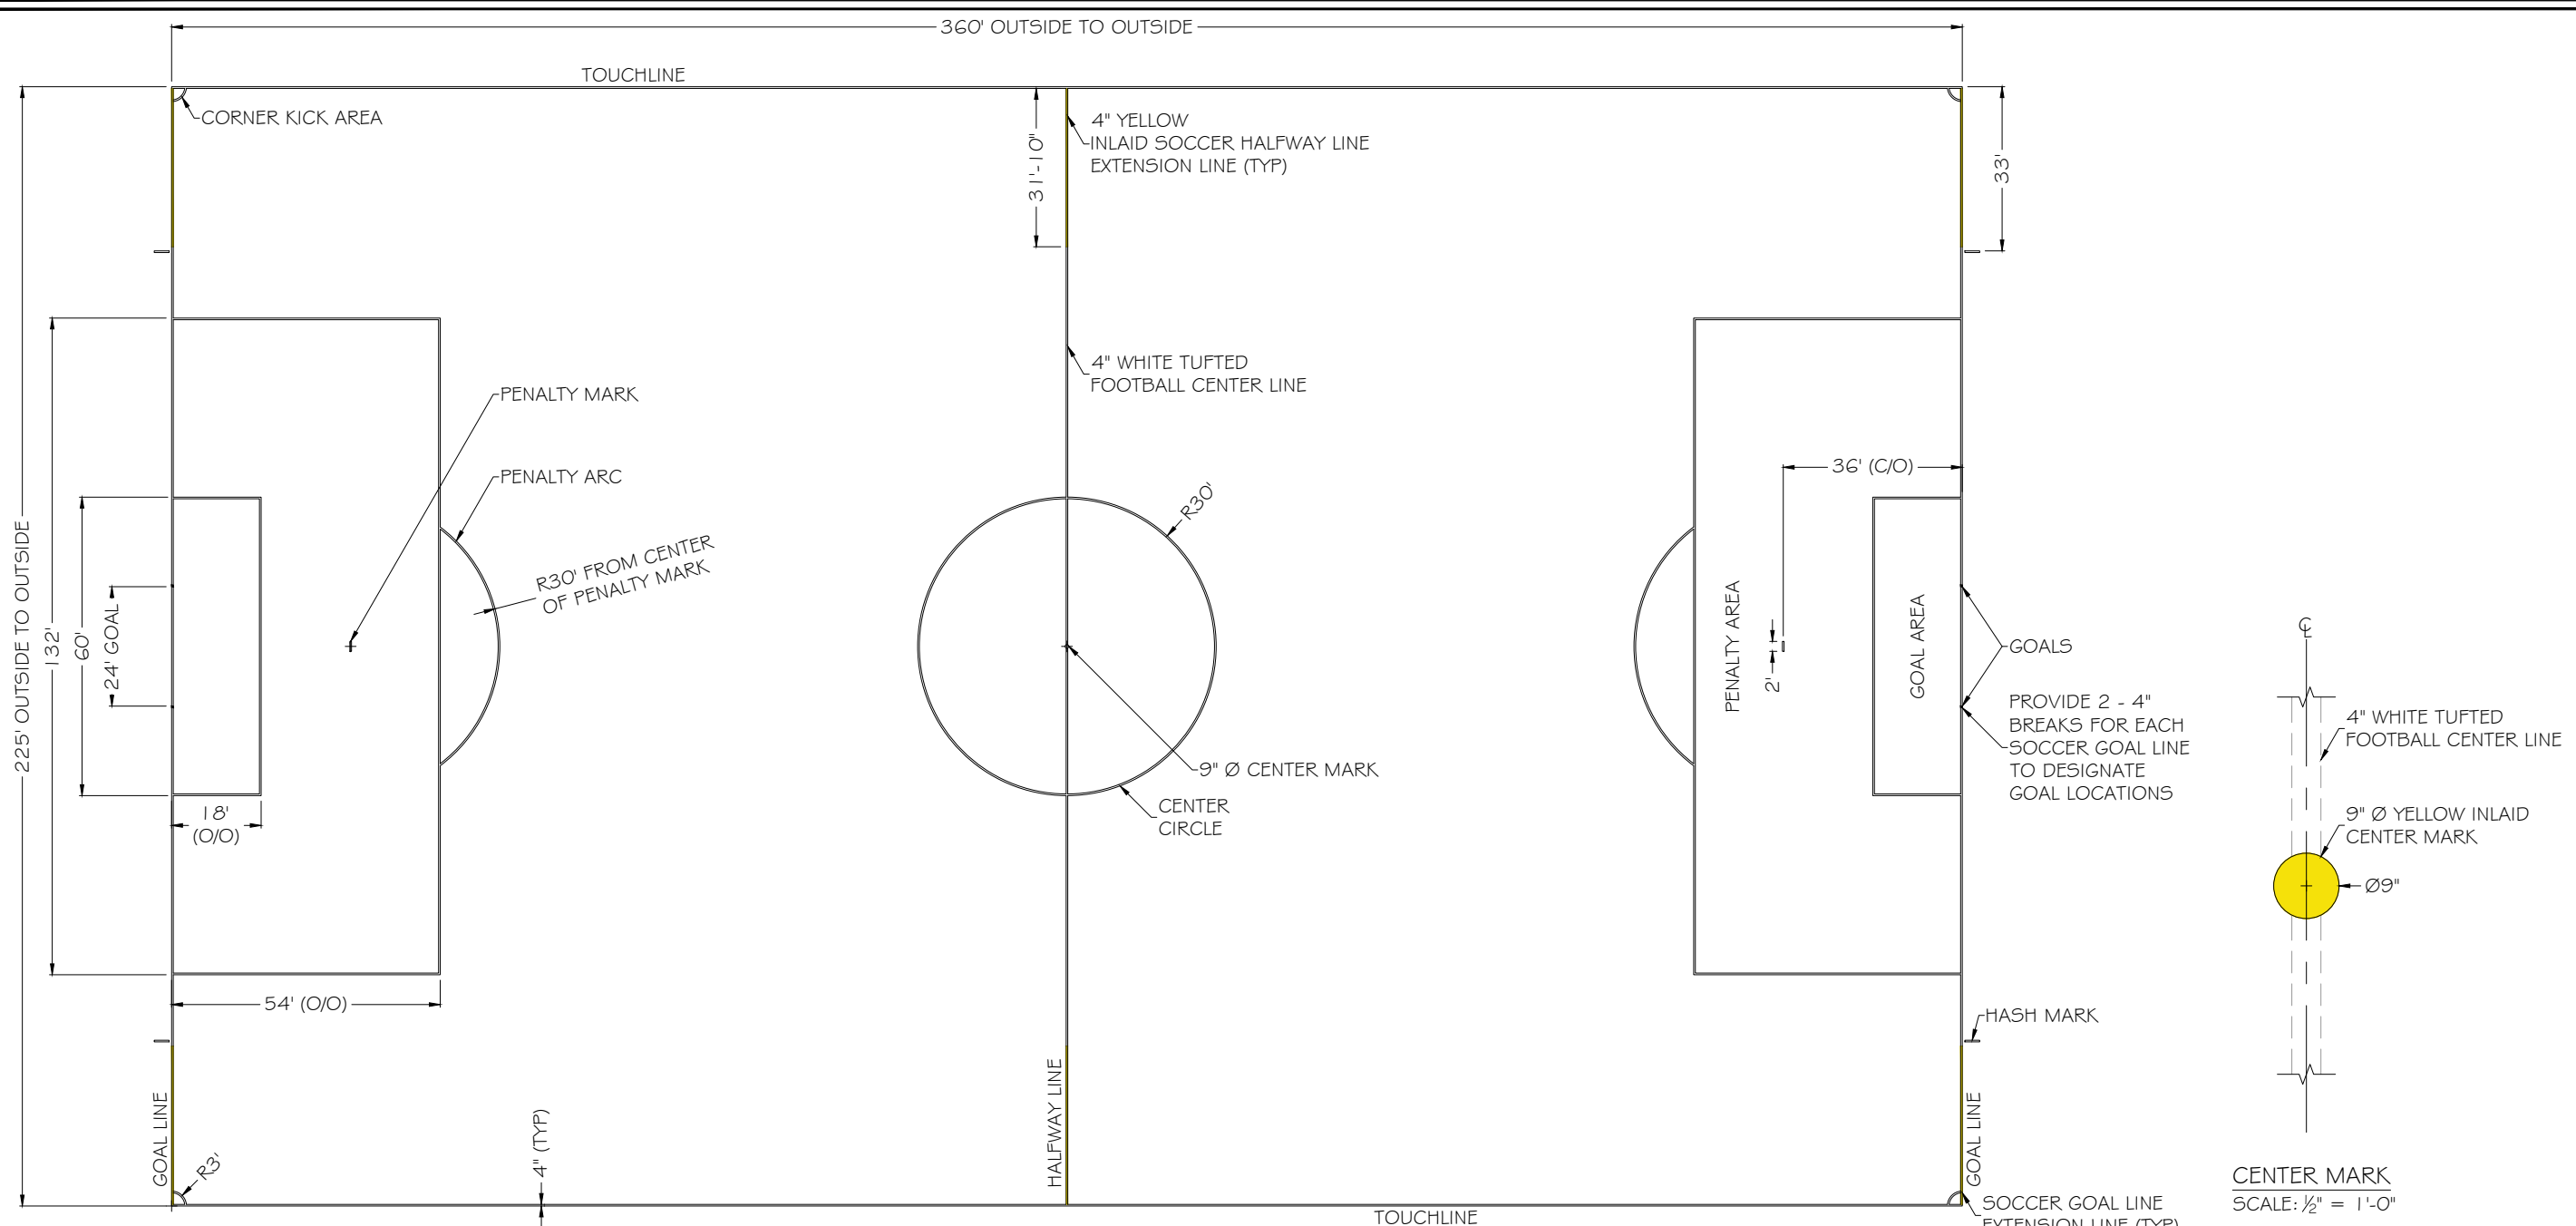 360' OUTSIDE TO OUTSIDE
TOUCHLINE
CORNER KICK AREA
31'-10"
4" YELLOW
INLAID SOCCER HALFWAY LINE
EXTENSION LINE (TYP)
33'
4" WHITE TUFTED
FOOTBALL CENTER LINE
PENALTY MARK
PENALTY ARC
R30' FROM CENTER
OF PENALTY MARK
R30'
36' (C/O)
225' OUTSIDE TO OUTSIDE
132'
60'
24' GOAL
PENALTY AREA
2'
GOAL AREA
GOALS
PROVIDE 2 - 4"
BREAKS FOR EACH
SOCCER GOAL LINE
TO DESIGNATE
GOAL LOCATIONS
18'
(O/O)
9" Ø CENTER MARK
CENTER
CIRCLE
54' (O/O)
HASH MARK
GOAL LINE
R3'
4" (TYP)
HALFWAY LINE
GOAL LINE
TOUCHLINE
SOCCER GOAL LINE
EXTENSION LINE (TYP)
℄
4" WHITE TUFTED
FOOTBALL CENTER LINE
9" Ø YELLOW INLAID
CENTER MARK
Ø9"
CENTER MARK
SCALE: ½" = 1'-0"